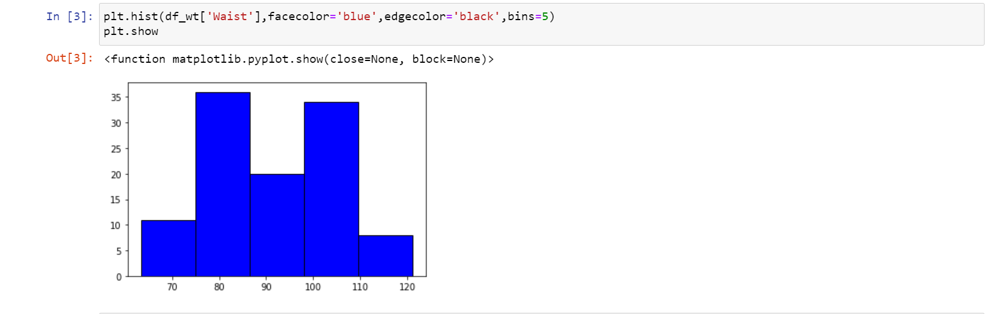 In [3]: plt.hist(df_wt['Waist'],facecolor='blue',edgecolor='black',bins=5)
plt.show
Out[3]: <function matplotlib.pyplot.show(close=None, block=None)>
35
30
25
20
15
10
5
0
70 80 90 100 110 120